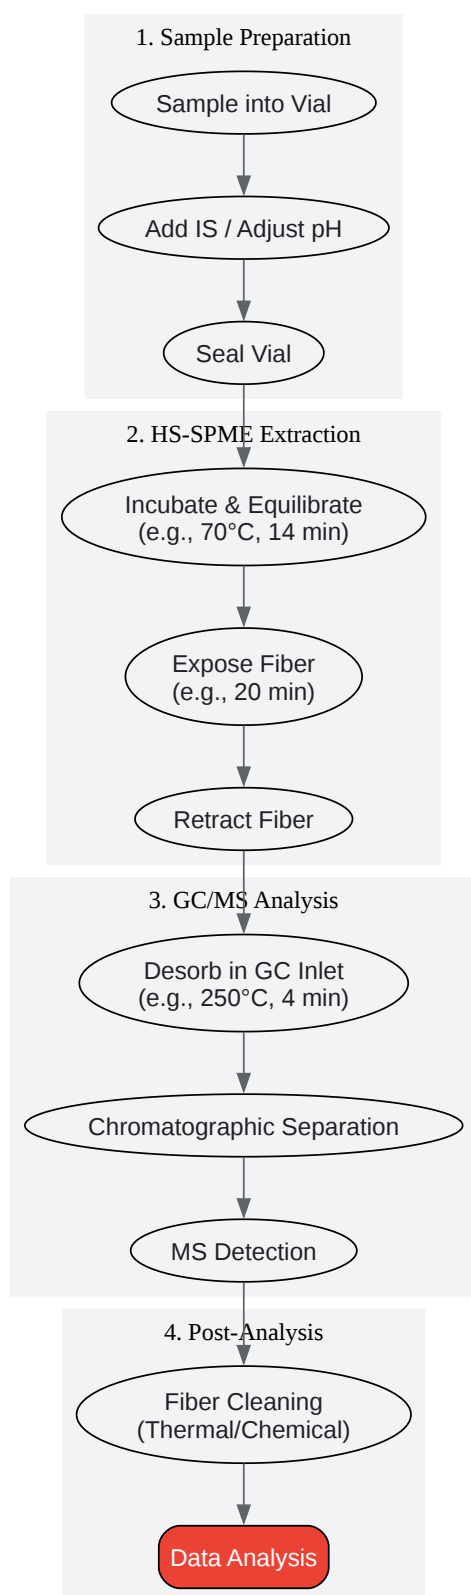 1. Sample Preparation
Sample into Vial
Add IS / Adjust pH
Seal Vial
2. HS-SPME Extraction
Incubate & Equilibrate
(e.g., 70°C, 14 min)
Expose Fiber
(e.g., 20 min)
Retract Fiber
3. GC/MS Analysis
Desorb in GC Inlet
(e.g., 250°C, 4 min)
Chromatographic Separation
MS Detection
4. Post-Analysis
Fiber Cleaning
(Thermal/Chemical)
Data Analysis